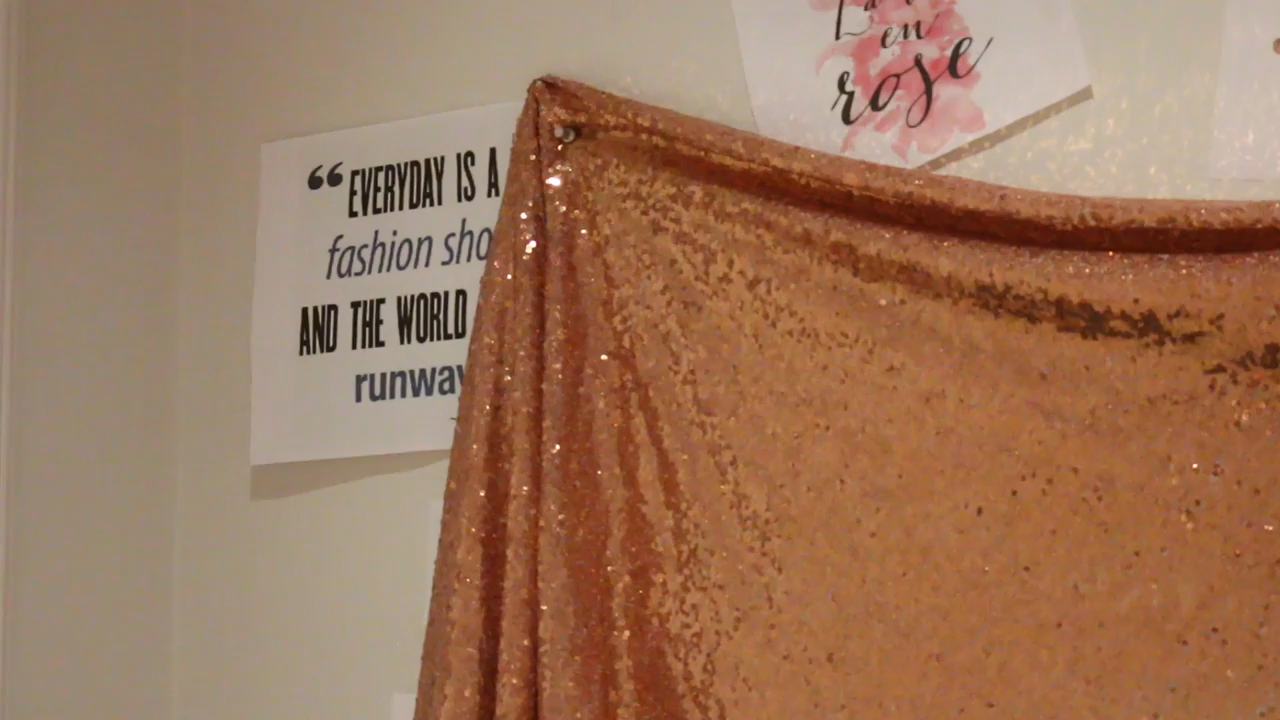 “EVERYDAY IS A
fashion sho
AND THE WORLD
runway
en
rose